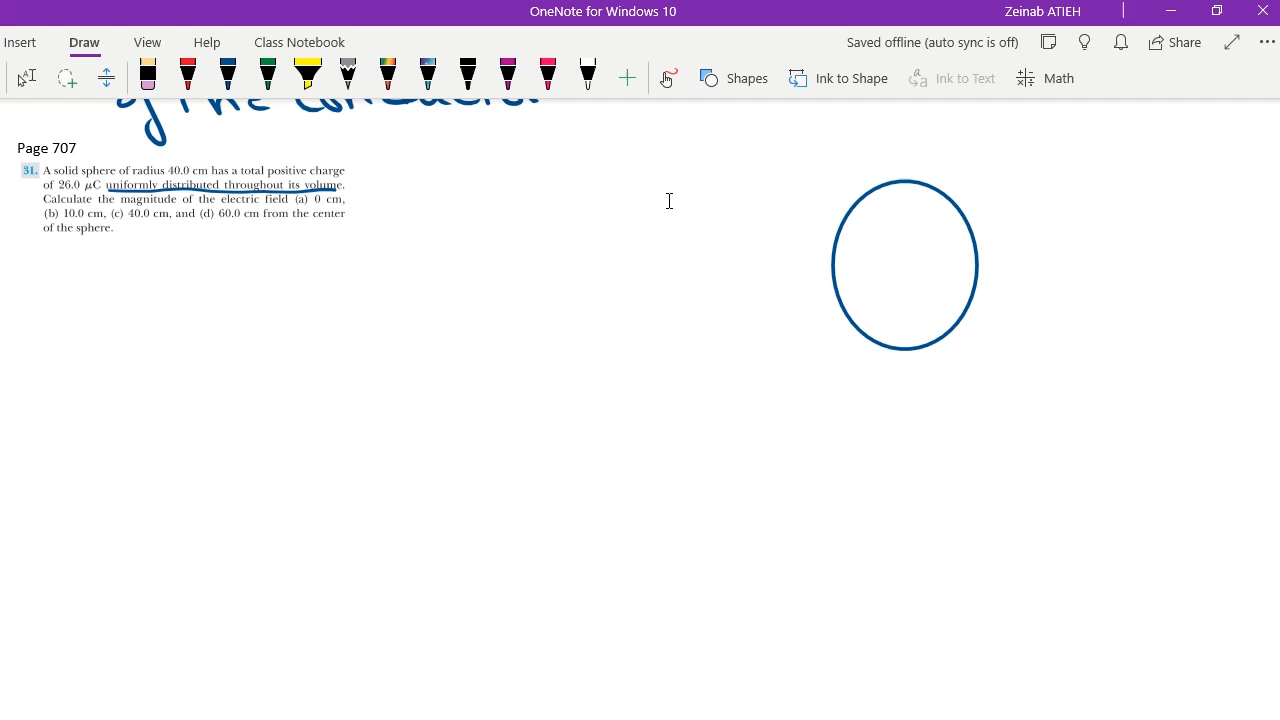 OneNote for Windows 10
Zeinab ATIEH
Insert Draw View Help Class Notebook
Saved offline (auto sync is off) Share
Shapes Ink to Shape Ink to Text Math
of the conductor
Page 707
31. A solid sphere of radius 40.0 cm has a total positive charge
of 26.0 μC uniformly distributed throughout its volume.
Calculate the magnitude of the electric field (a) 0 cm,
(b) 10.0 cm, (c) 40.0 cm, and (d) 60.0 cm from the center
of the sphere.